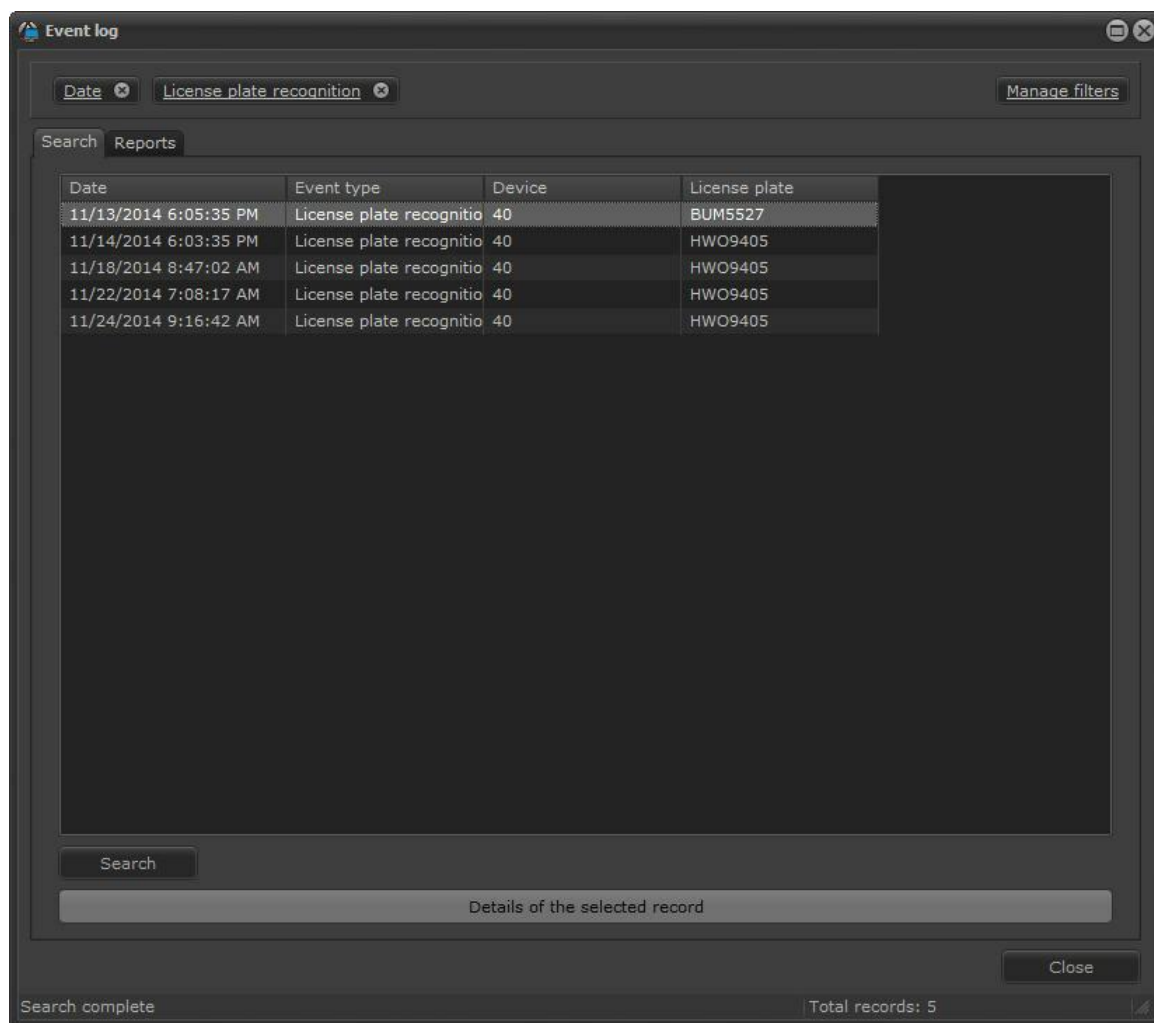 Event log
Date License plate recognition Manage filters
Search Reports
Date Event type Device License plate
11/13/2014 6:05:35 PM License plate recognitio 40 BUM5527
11/14/2014 6:03:35 PM License plate recognitio 40 HWO9405
11/18/2014 8:47:02 AM License plate recognitio 40 HWO9405
11/22/2014 7:08:17 AM License plate recognitio 40 HWO9405
11/24/2014 9:16:42 AM License plate recognitio 40 HWO9405
Search
Details of the selected record
Close
Search complete Total records: 5